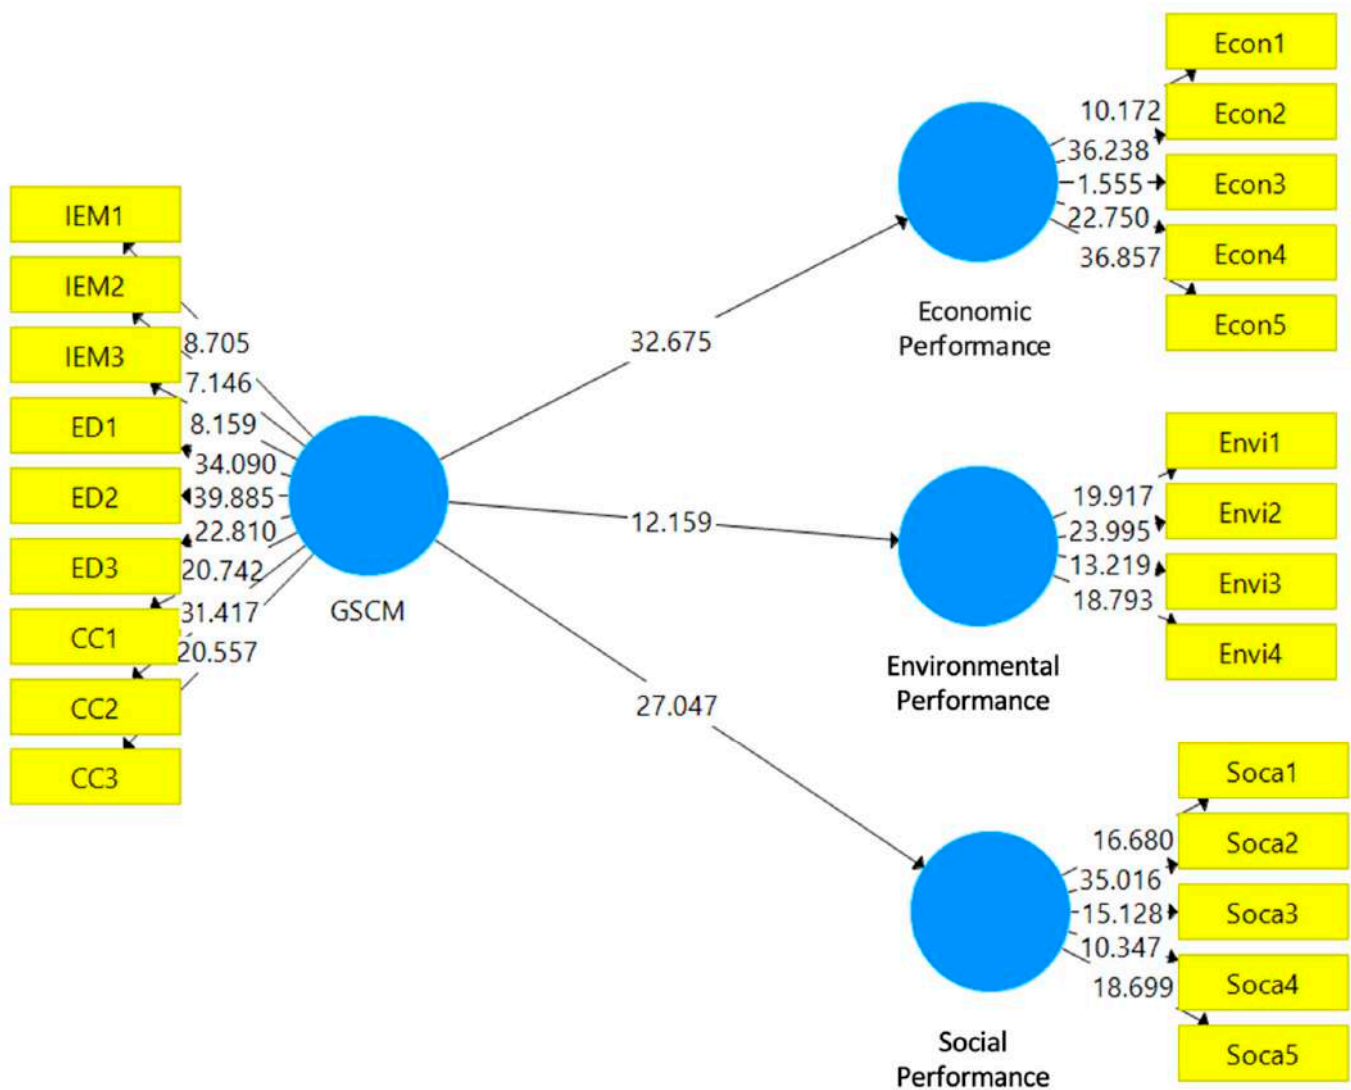 IEM1
IEM2
IEM3
ED1
ED2
ED3
CC1
CC2
CC3
8.705
7.146
8.159
34.090
39.885
22.810
20.742
31.417
20.557
GSCM
32.675
12.159
27.047
Economic
Performance
10.172
36.238
1.555
22.750
36.857
Econ1
Econ2
Econ3
Econ4
Econ5
Environmental
Performance
19.917
23.995
13.219
18.793
Envi1
Envi2
Envi3
Envi4
Social
Performance
16.680
35.016
15.128
10.347
18.699
Soca1
Soca2
Soca3
Soca4
Soca5